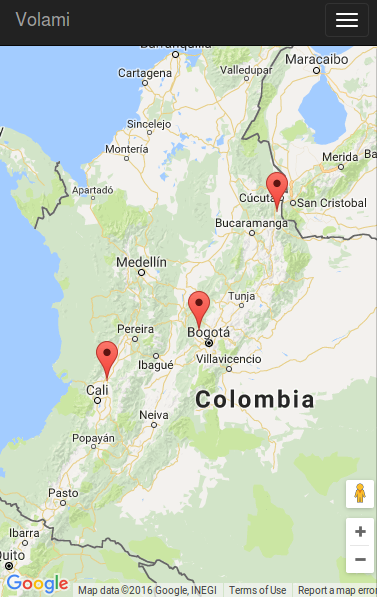 Volami
Barranquilla
Maracaibo
Cartagena
Valledupar
Sincelejo
Montería
Merida
Apartadó
Cúcuta
San Cristobal
Bucaramanga
Medellín
Tunja
Pereira
Bogotá
Ibagué
Villavicencio
Cali
Colombia
Neiva
Popayán
Pasto
Ibarra
Quito
Google
Map data ©2016 Google, INEGI
Terms of Use
Report a map error